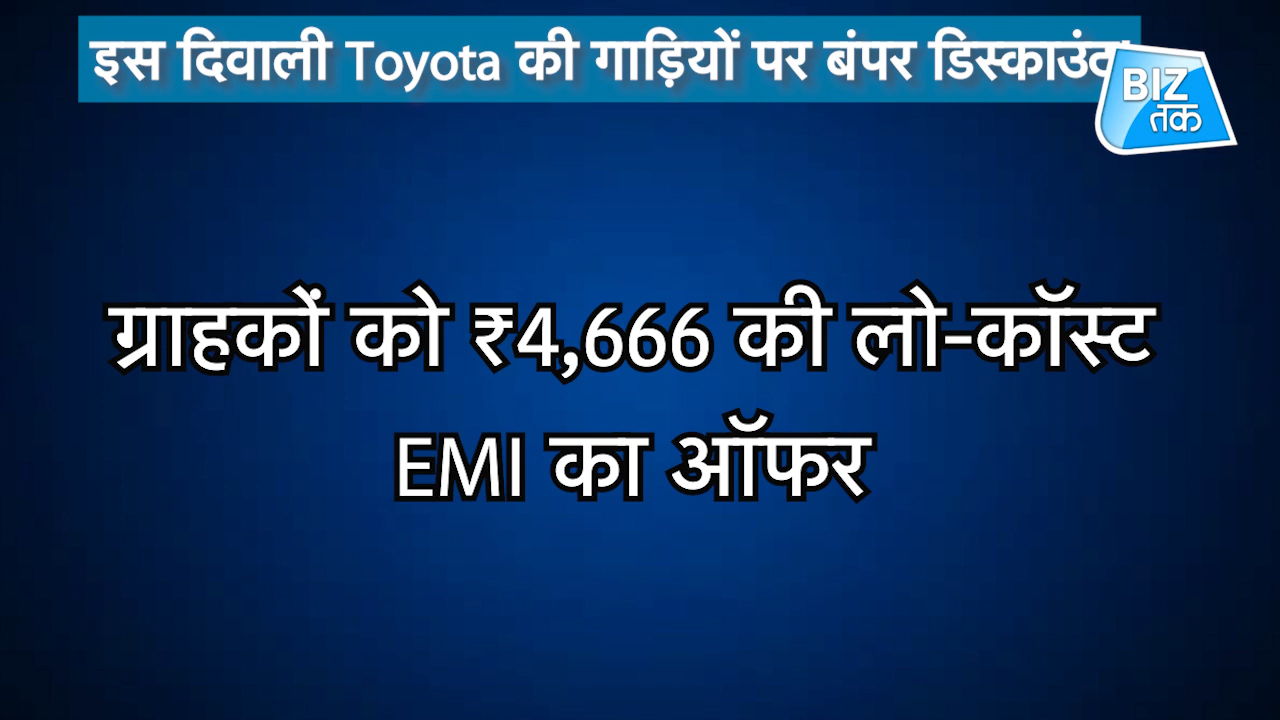 इस दिवाली Toyota की गाड़ियों पर बंपर डिस्काउंट
BIZ
तक
ग्राहकों को ₹4,666 की लो-कॉस्ट
EMI का ऑफर